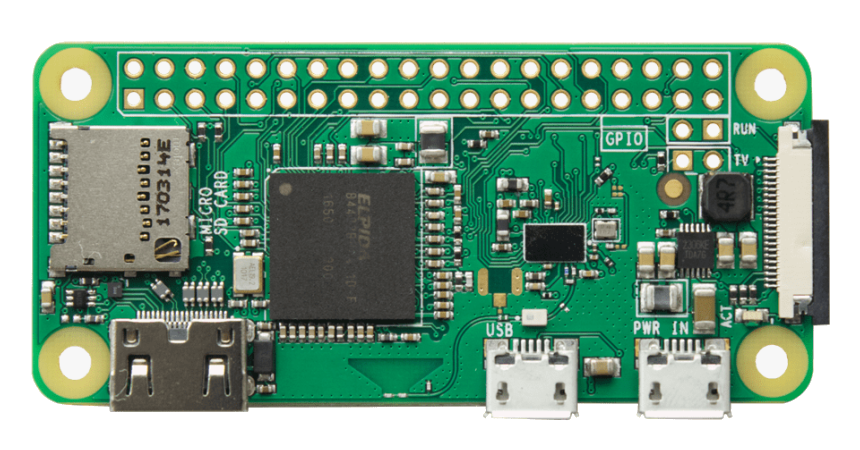 GPIO
RUN
TV
170314E
MICRO
SD CARD
ELPIDA
4R7
USB
PWR IN
ACT